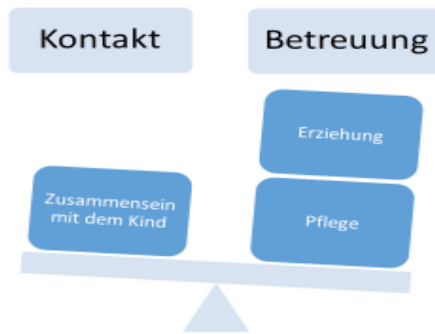 Kontakt
Betreuung
Erziehung
Zusammensein
mit dem Kind
Pflege